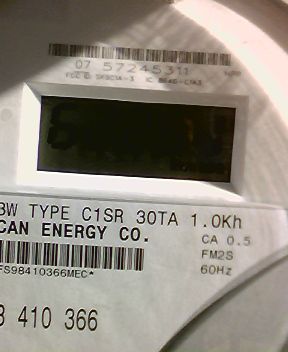 07 57245311
3W TYPE C1SR 30TA 1.0Kh
CAN ENERGY CO.
CA 0.5
FM2S
60Hz
FS98410366MEC*
410 366